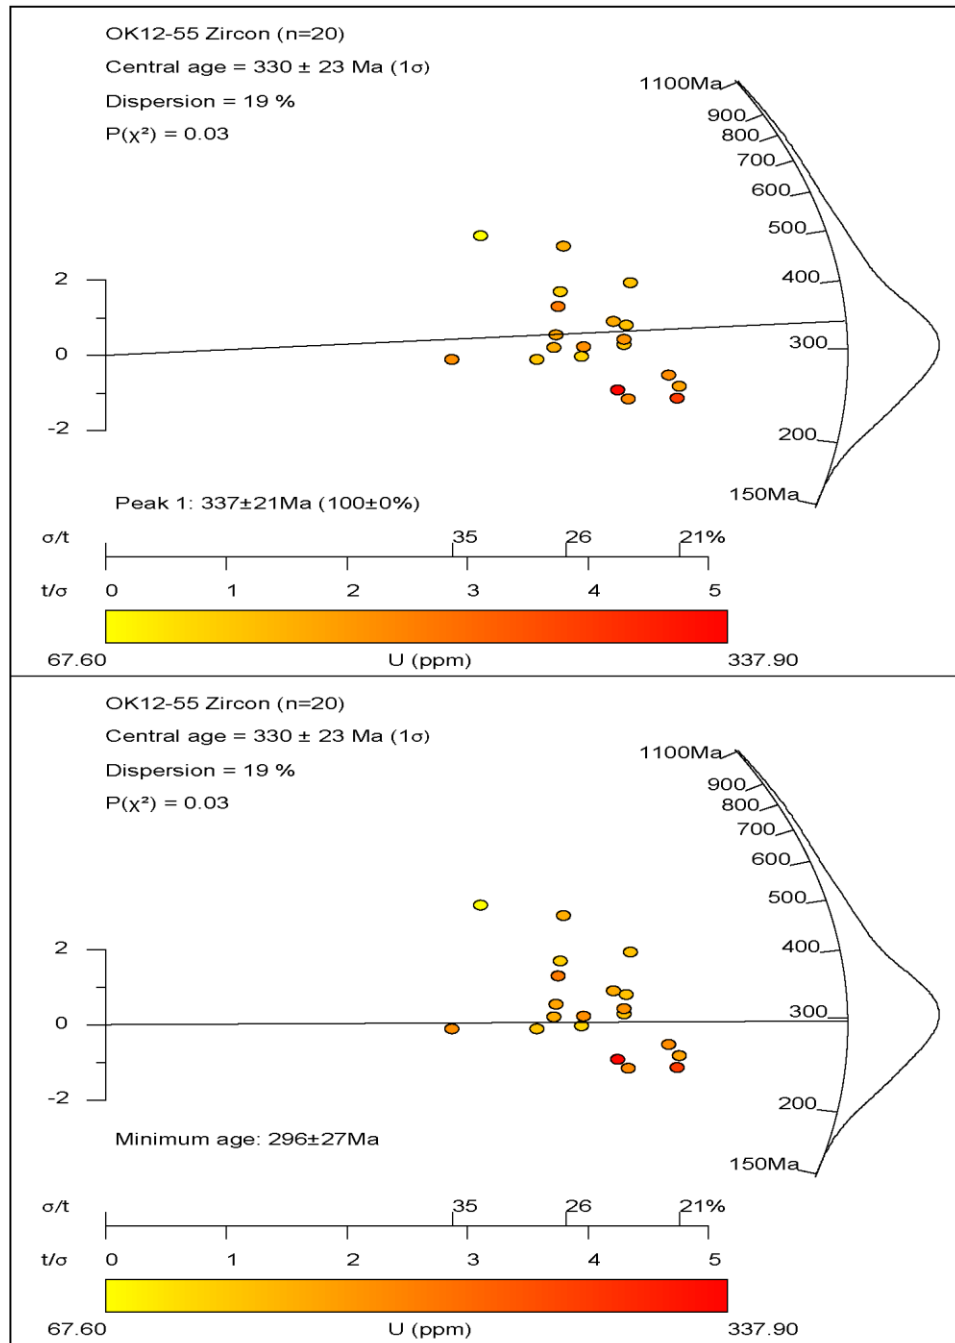 OK12-55 Zircon (n=20)
Central age = 330 ± 23 Ma (1σ)
Dispersion = 19 %
P(χ²) = 0.03
1100Ma
900
800
700
600
500
400
300
200
150Ma
2
0
-2
Peak 1: 337±21Ma (100±0%)
σ/t 35 26 21%
t/σ 0 1 2 3 4 5
67.60 U (ppm) 337.90
OK12-55 Zircon (n=20)
Central age = 330 ± 23 Ma (1σ)
Dispersion = 19 %
P(χ²) = 0.03
1100Ma
900
800
700
600
500
400
300
200
150Ma
2
0
-2
Minimum age: 296±27Ma
σ/t 35 26 21%
t/σ 0 1 2 3 4 5
67.60 U (ppm) 337.90